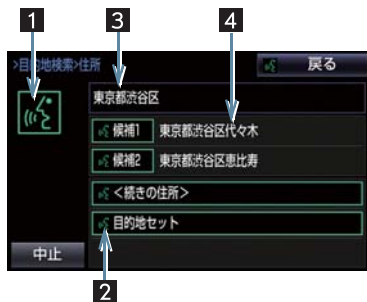 1 3 4
>目的地検索>住所
戻る
東京都渋谷区
候補1 東京都渋谷区代々木
候補2 東京都渋谷区恵比寿
<続きの住所>
目的地セット
中止
2